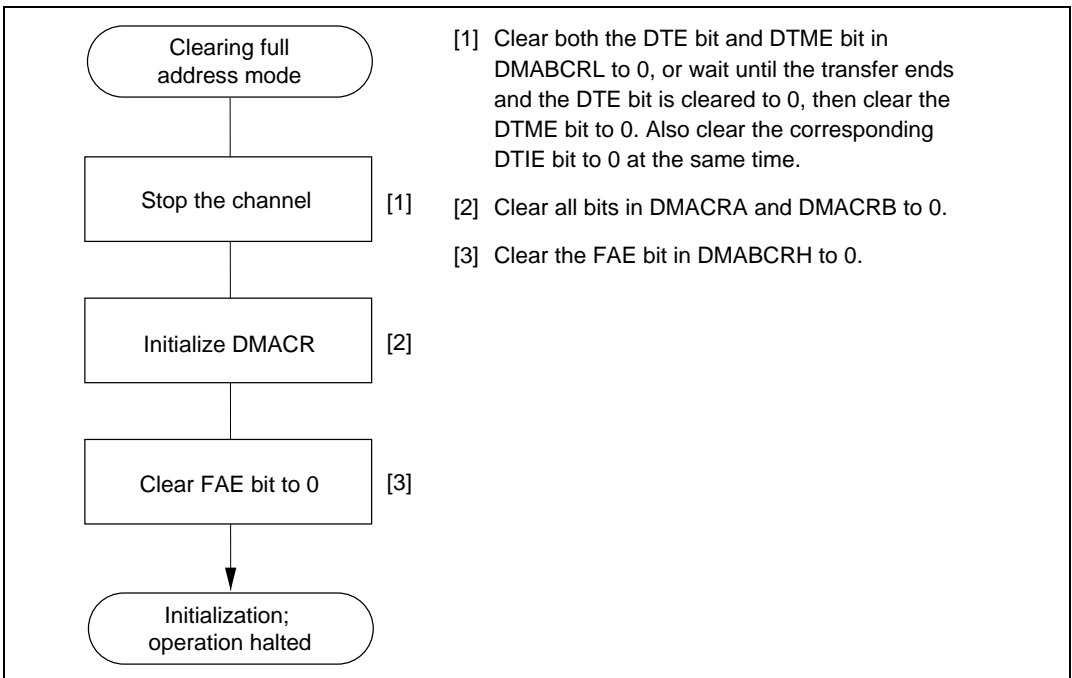 Clearing full
address mode
Stop the channel
[1]
Initialize DMACR
[2]
Clear FAE bit to 0
[3]
Initialization;
operation halted
[1] Clear both the DTE bit and DTME bit in
DMABCRL to 0, or wait until the transfer ends
and the DTE bit is cleared to 0, then clear the
DTME bit to 0. Also clear the corresponding
DTIE bit to 0 at the same time.
[2] Clear all bits in DMACRA and DMACRB to 0.
[3] Clear the FAE bit in DMABCRH to 0.